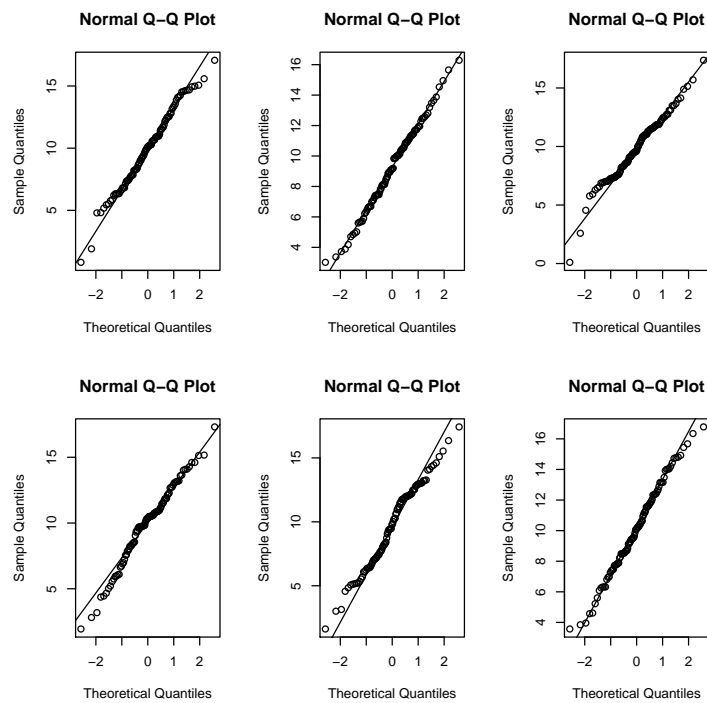 Normal Q−Q Plot Normal Q−Q Plot Normal Q−Q Plot
Sample Quantiles
5 10 15
Sample Quantiles
4 6 8 10 12 14 16
Sample Quantiles
0 5 10 15
−2 0 1 2 −2 0 1 2 −2 0 1 2
Theoretical Quantiles Theoretical Quantiles Theoretical Quantiles
Normal Q−Q Plot Normal Q−Q Plot Normal Q−Q Plot
Sample Quantiles
5 10 15
Sample Quantiles
5 10 15
Sample Quantiles
4 6 8 10 12 14 16
−2 0 1 2 −2 0 1 2 −2 0 1 2
Theoretical Quantiles Theoretical Quantiles Theoretical Quantiles